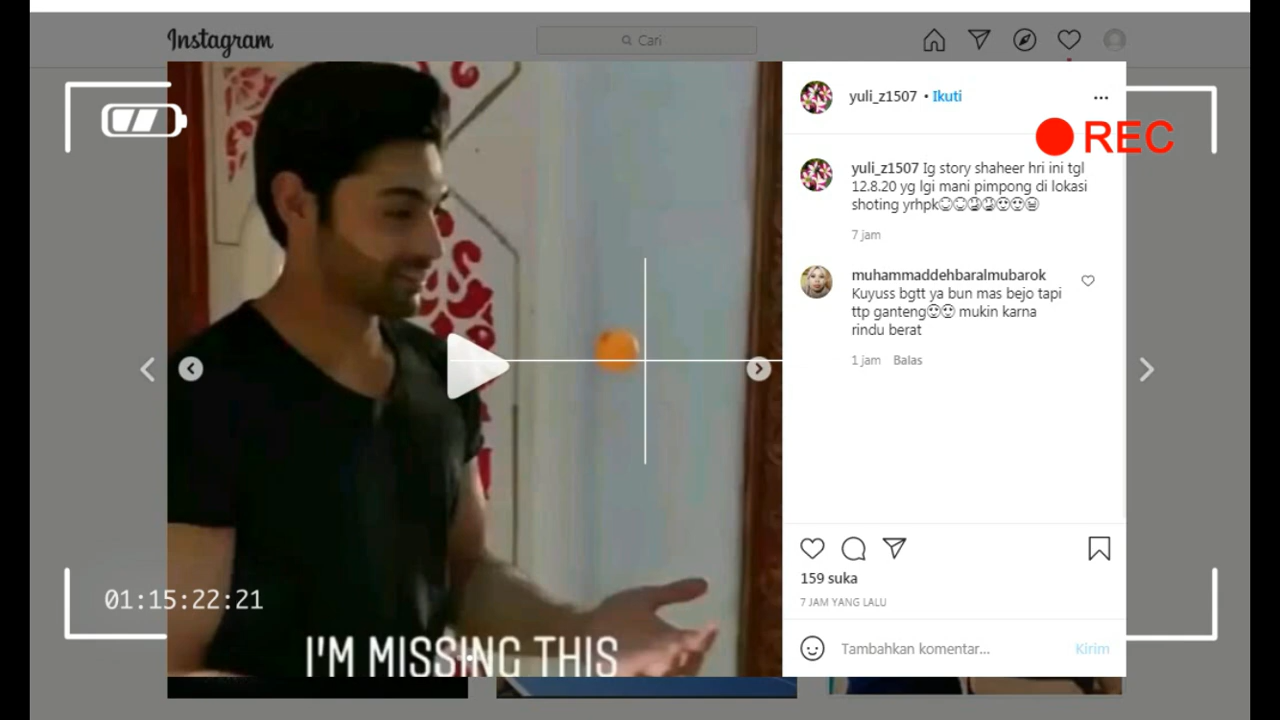 Instagram
Cari
yuli_z1507 • Ikuti
REC
yuli_z1507 Ig story shaheer hri ini tgl
12.8.20 yg lgi mani pimpong di lokasi
shoting yrhpk
7 jam
muhammaddehbaralmubarok
Kuyuss bgtt ya bun mas bejo tapi
ttp ganteng mukin karna
rindu berat
1 jam Balas
159 suka
7 JAM YANG LALU
Tambahkan komentar... Kirim
01:15:22:21
I'M MISSING THIS